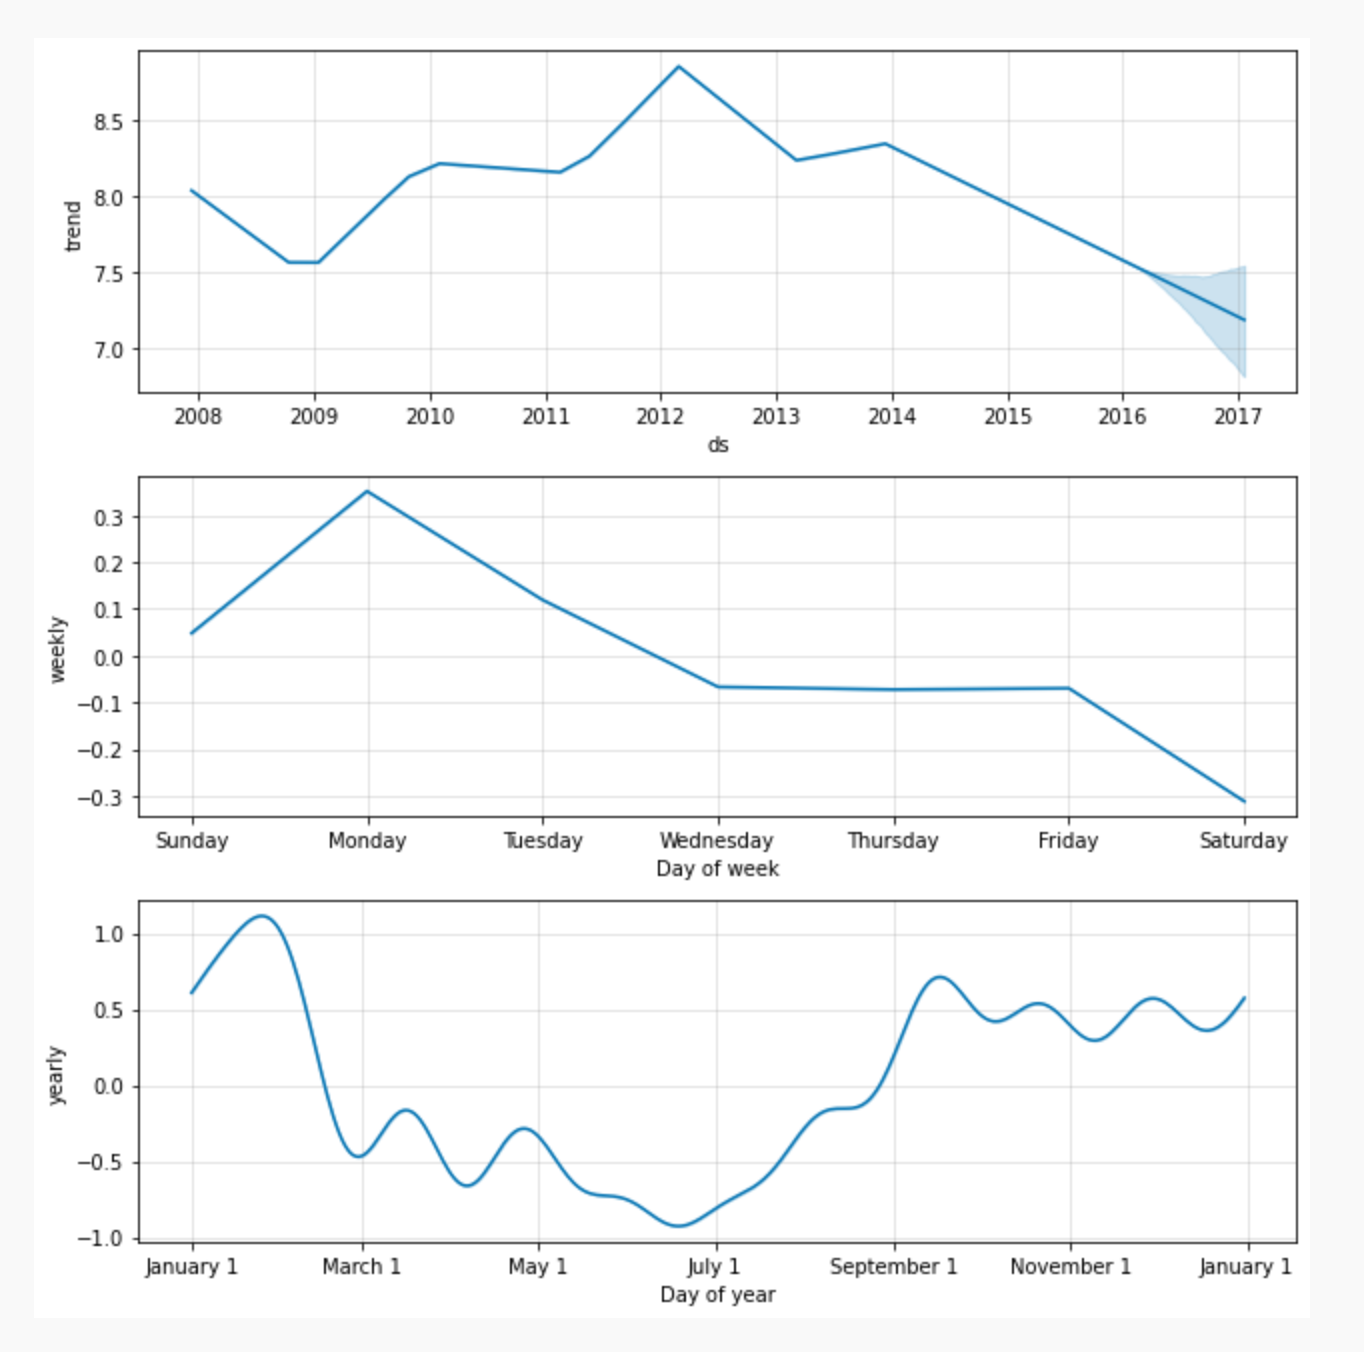 trend
8.5
8.0
7.5
7.0
2008 2009 2010 2011 2012 2013 2014 2015 2016 2017
ds
weekly
0.3
0.2
0.1
0.0
−0.1
−0.2
−0.3
Sunday Monday Tuesday Wednesday Thursday Friday Saturday
Day of week
yearly
1.0
0.5
0.0
−0.5
−1.0
January 1 March 1 May 1 July 1 September 1 November 1 January 1
Day of year